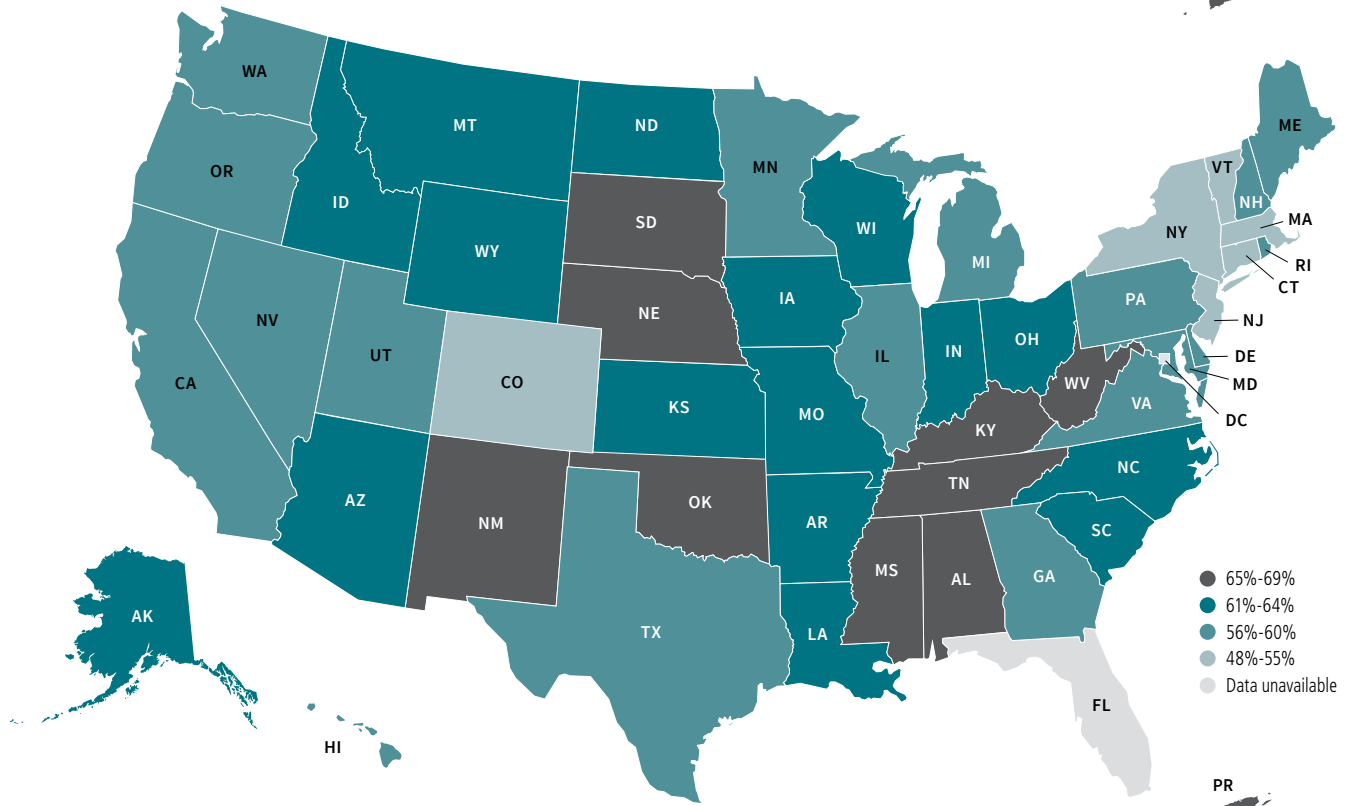 WA
MT
ND
ME
OR
MN
VT
ID
NH
SD
WI
MA
NY
WY
MI
RI
CT
IA
PA
NE
NJ
NV
OH
IN
UT
IL
DE
CO
CA
WV
MD
KS
VA
MO
DC
KY
NC
TN
AZ
OK
NM
AR
SC
MS
GA
AL
65%-69%
61%-64%
AK
TX
LA
56%-60%
48%-55%
Data unavailable
FL
HI
PR